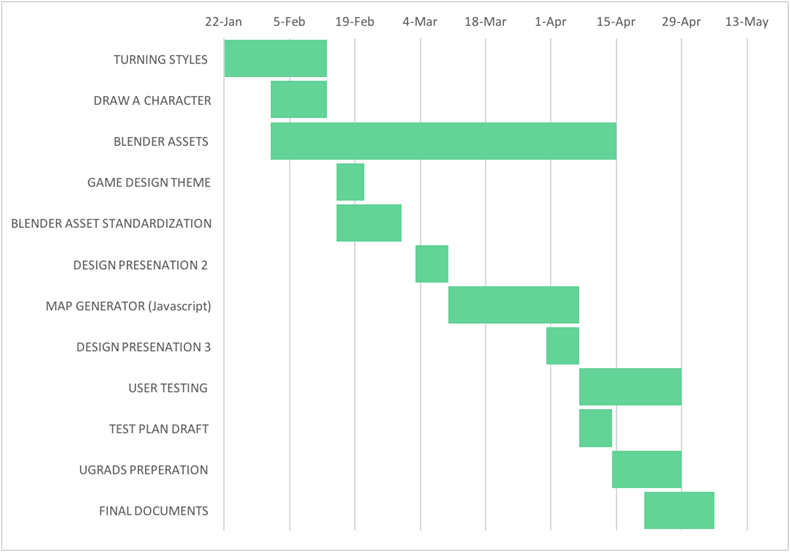 22-Jan 5-Feb 19-Feb 4-Mar 18-Mar 1-Apr 15-Apr 29-Apr 13-May
TURNING STYLES
DRAW A CHARACTER
BLENDER ASSETS
GAME DESIGN THEME
BLENDER ASSET STANDARDIZATION
DESIGN PRESENATION 2
MAP GENERATOR (Javascript)
DESIGN PRESENATION 3
USER TESTING
TEST PLAN DRAFT
UGRADS PREPERATION
FINAL DOCUMENTS